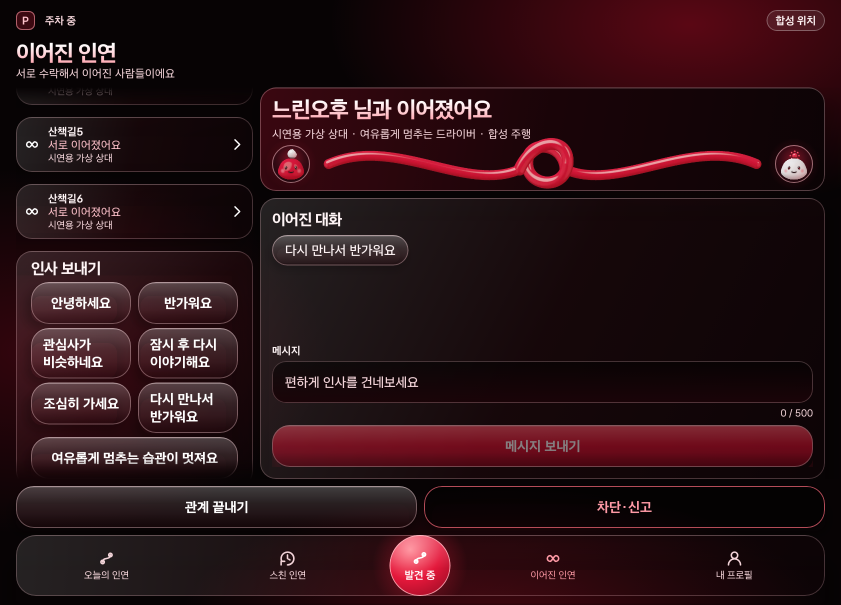 P 주차 중
합성 위치
이어진 인연
서로 수락해서 이어진 사람들이에요
시연용 가상 상대
산책길5
서로 이어졌어요
시연용 가상 상대
산책길6
서로 이어졌어요
시연용 가상 상대
인사 보내기
안녕하세요
반가워요
관심사가
비슷하네요
잠시 후 다시
이야기해요
조심히 가세요
다시 만나서
반가워요
여유롭게 멈추는 습관이 멋져요
느린오후 님과 이어졌어요
시연용 가상 상대 · 여유롭게 멈추는 드라이버 · 합성 주행
이어진 대화
다시 만나서 반가워요
메시지
편하게 인사를 건네보세요
0 / 500
메시지 보내기
관계 끝내기
차단·신고
오늘의 인연
스친 인연
발견 중
이어진 인연
내 프로필